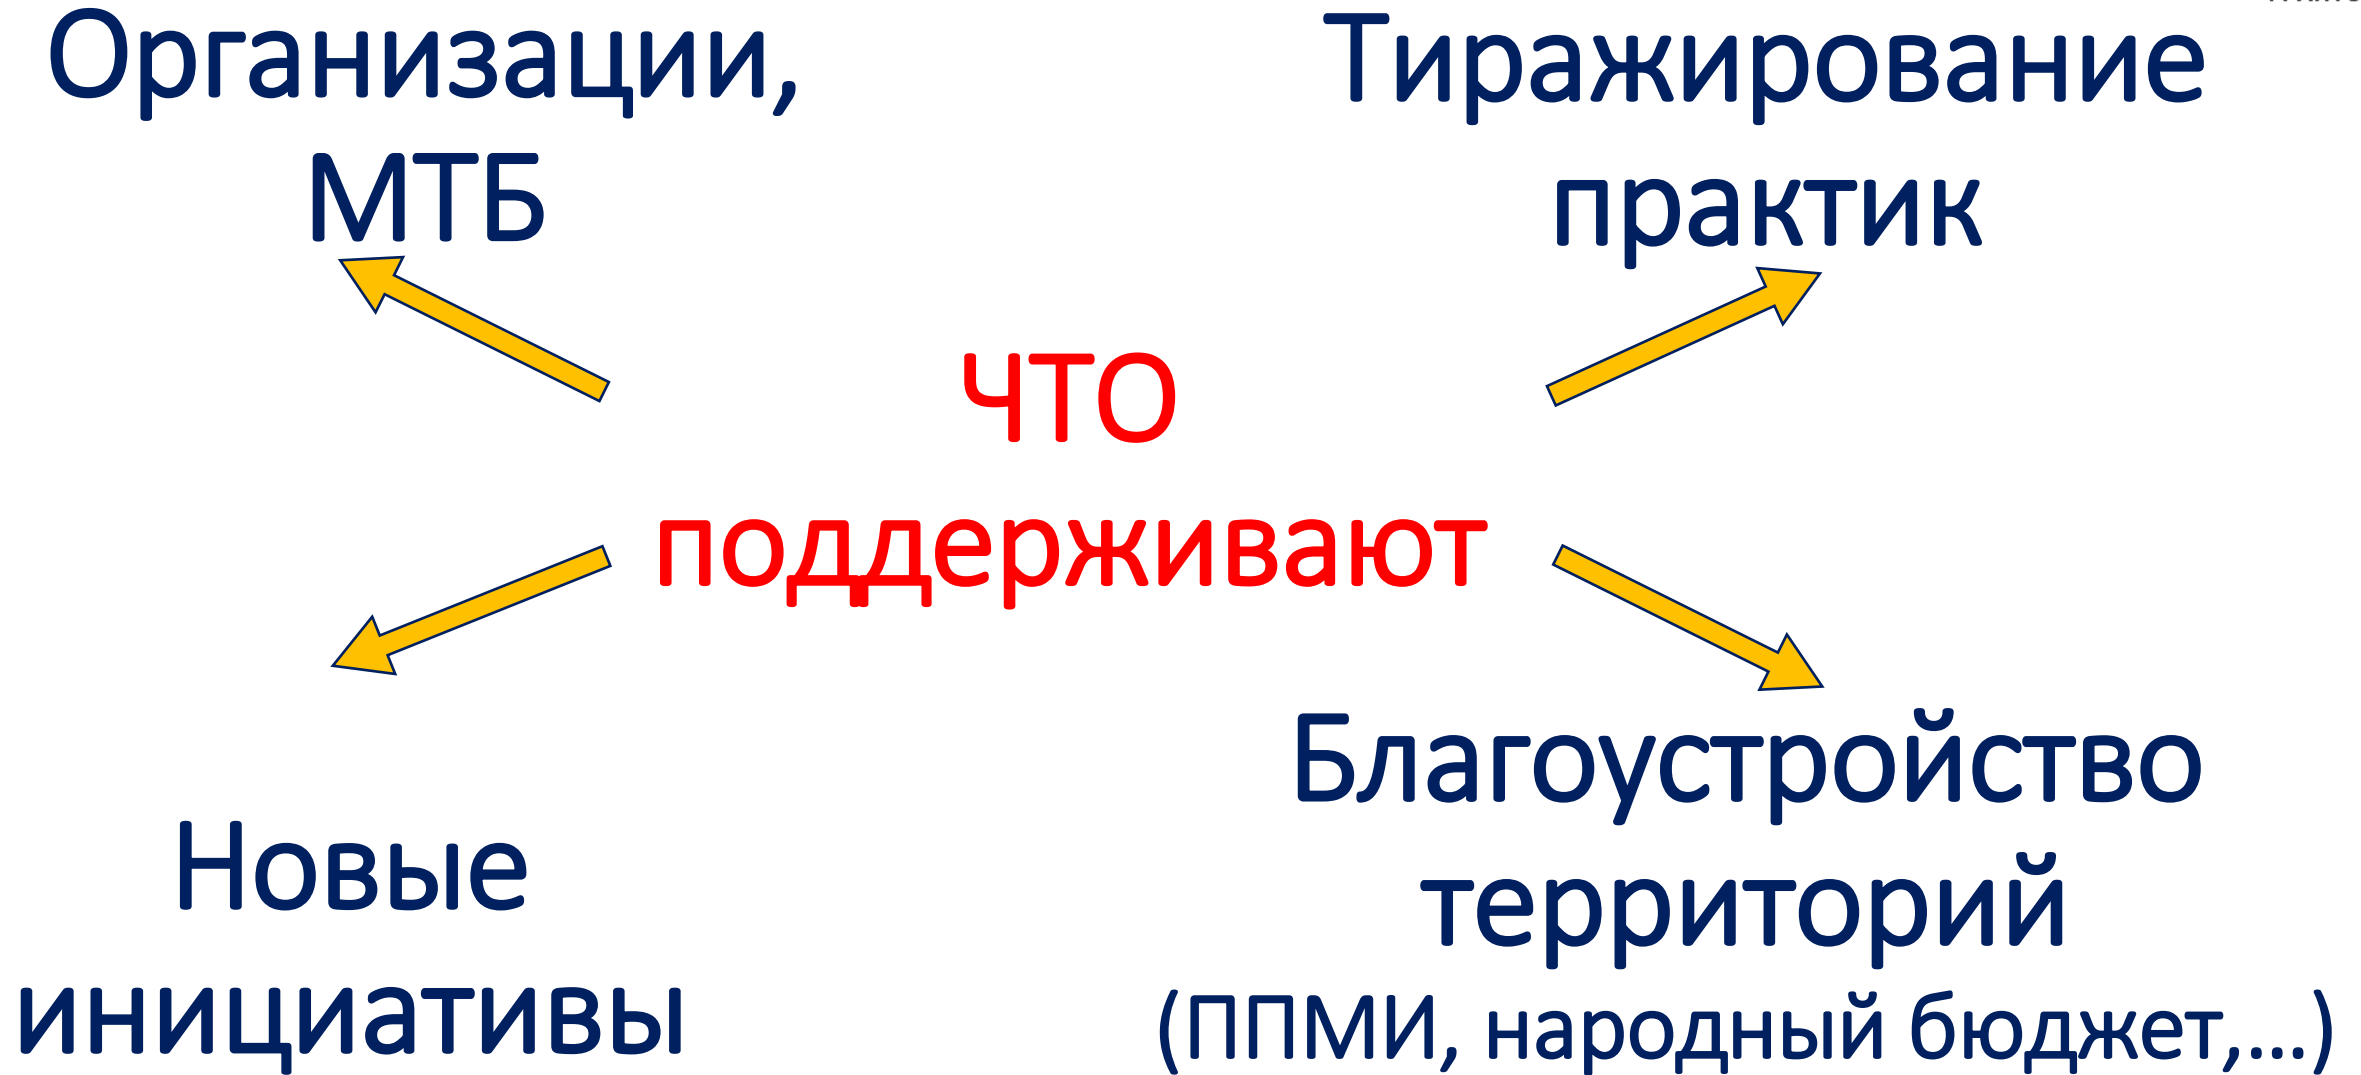 Организации,
МТБ
Тиражирование
практик
ЧТО
поддерживают
Новые
инициативы
Благоустройство
территорий
(ППМИ, народный бюджет,...)